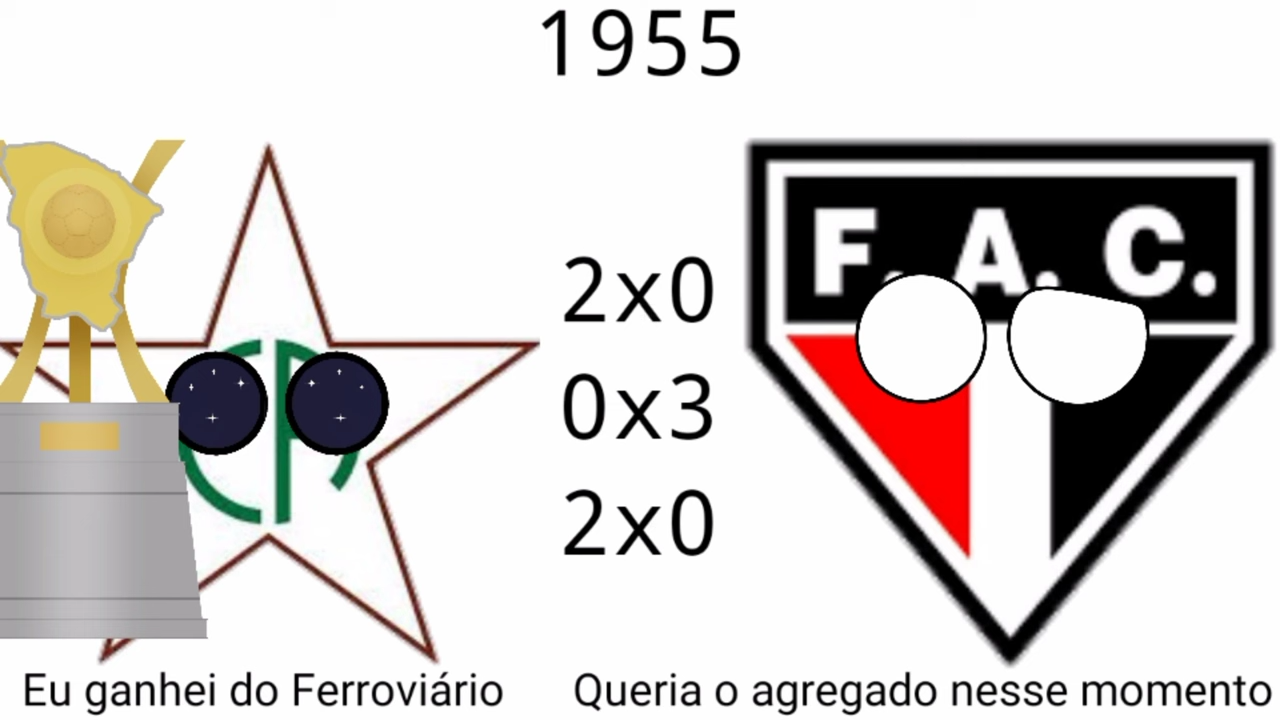 1955
F. A. C.
2x0
0x3
2x0
Eu ganhei do Ferroviário
Queria o agregado nesse momento